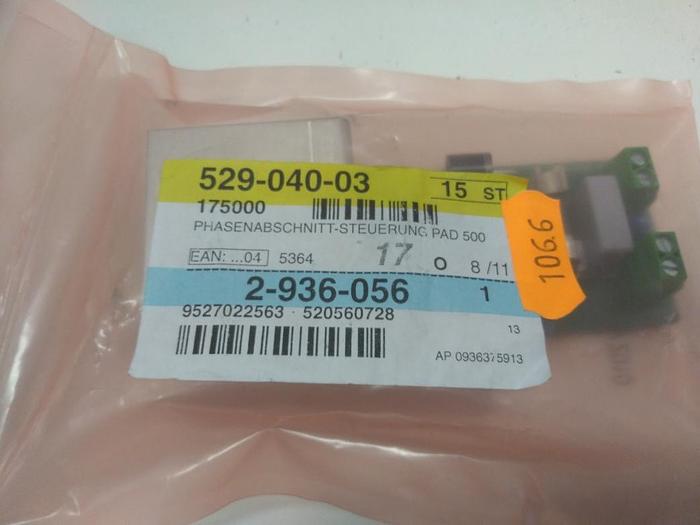 529-040-03 15 ST
175000
PHASENABSCHNITT-STEUERUNG PAD 500
EAN: ...04 5364 17 O 8/11
2-936-056 1
9527022563 520560728
13
AP 0936375913
106.6